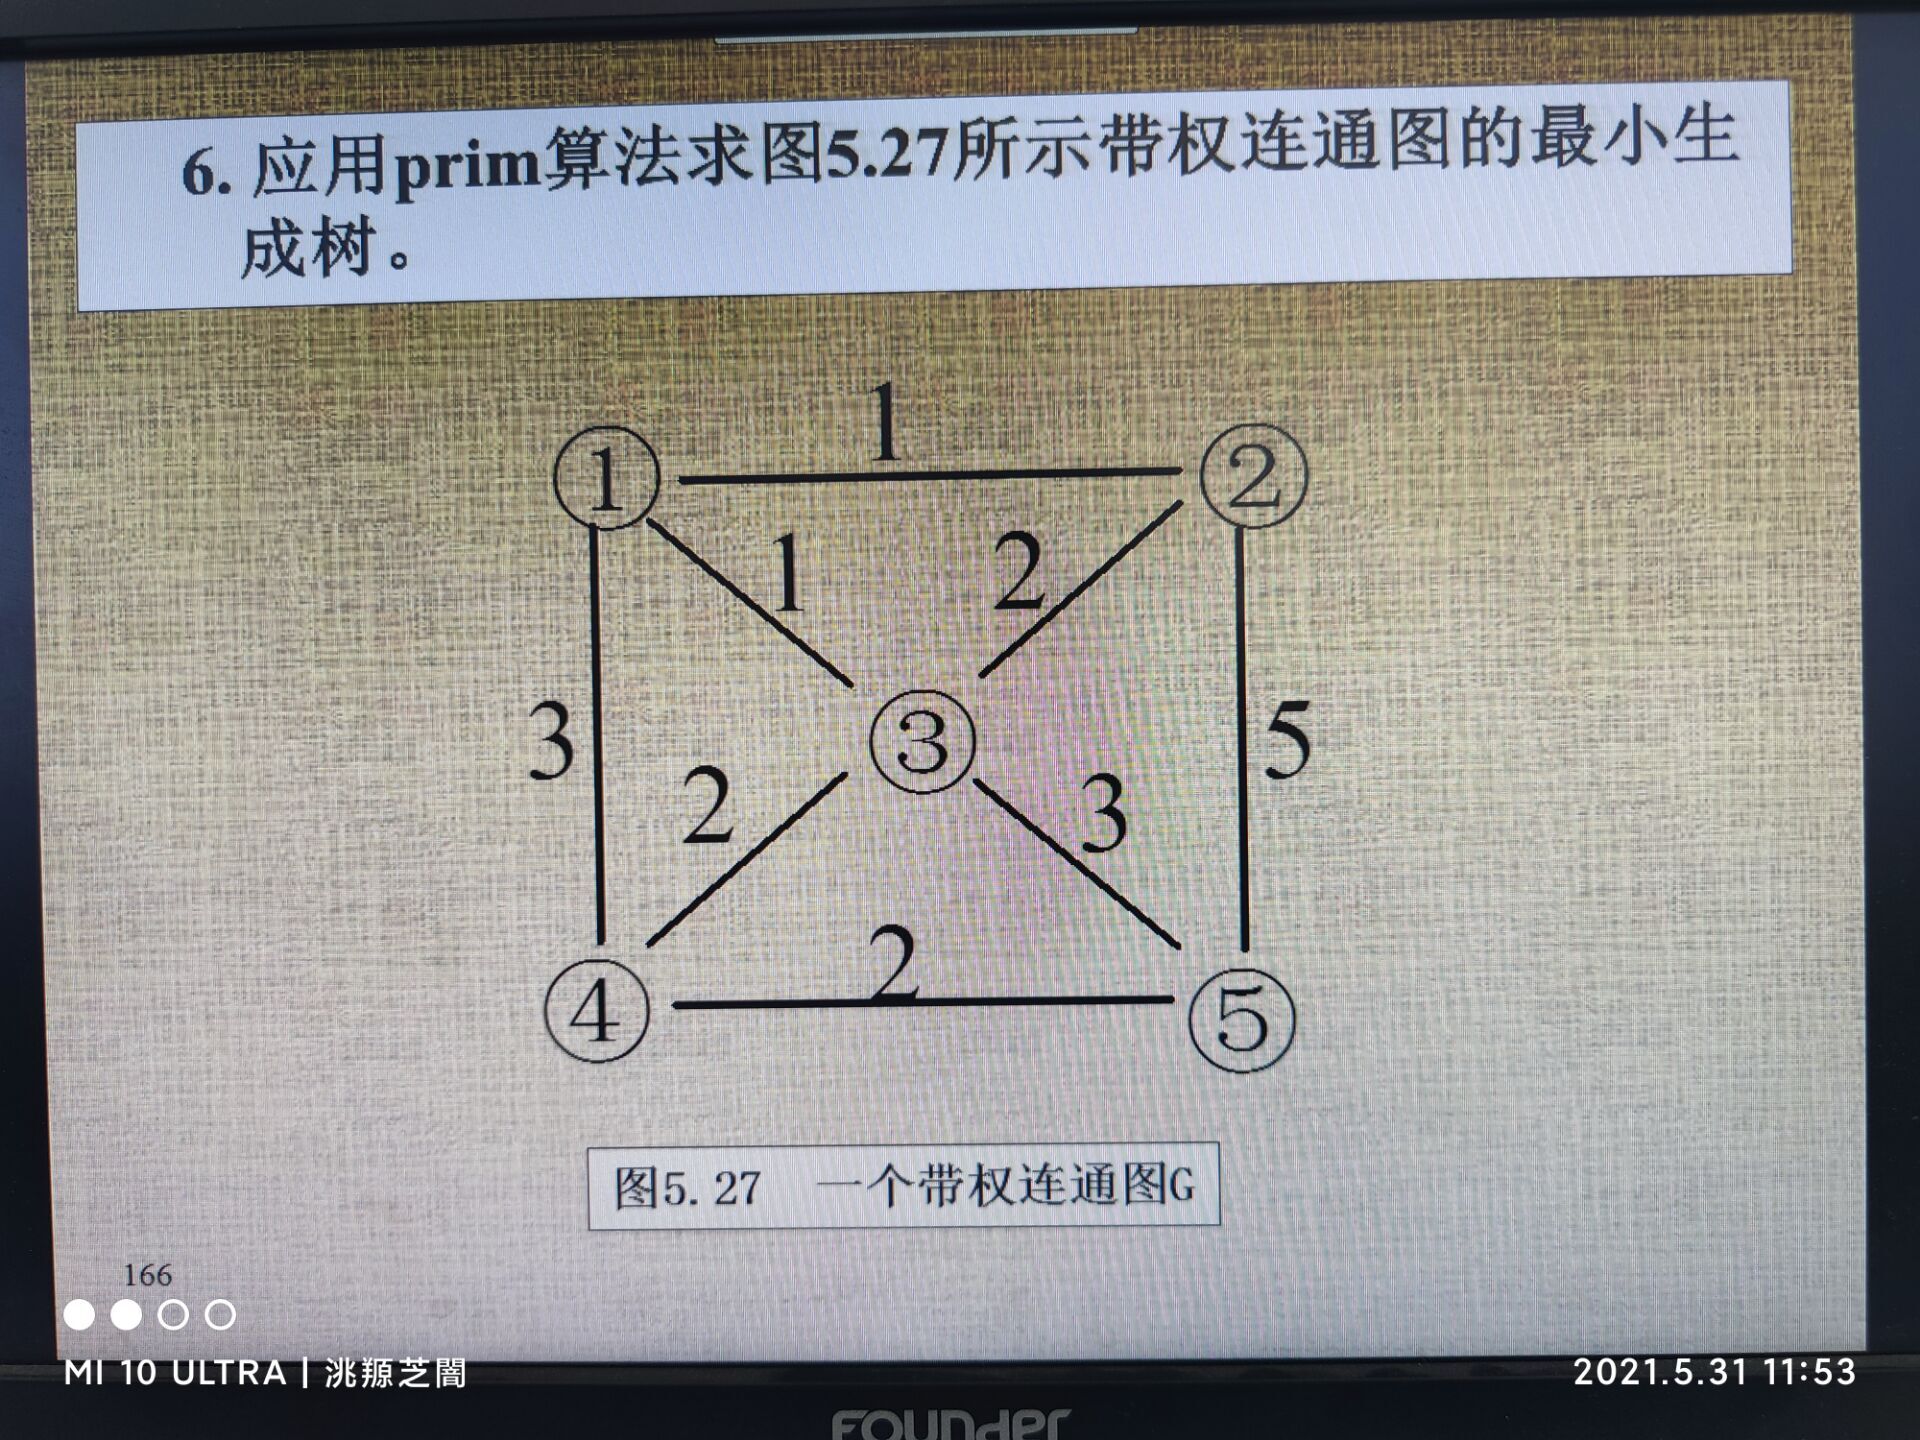 6. 应用prim算法求图5.27所示带权连通图的最小生
成树。
1
① ②
1 2
3 ③ 5
2 3
2
④ ⑤
图5.27 一个带权连通图G
166
MI 10 ULTRA | 洮羱芝闇
2021.5.31 11:53
FOUNDER